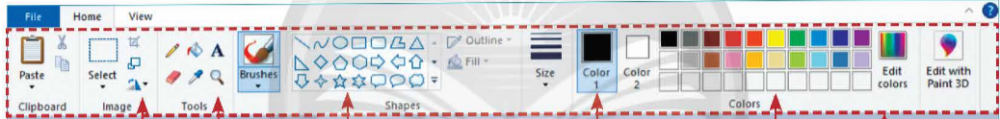 File Home View
Paste
Clipboard
Select
Image
A
Tools
Brushes
Outline
Fill
Shapes
Size
Color 1
Color 2
Colors
Edit colors
Edit with Paint 3D
?